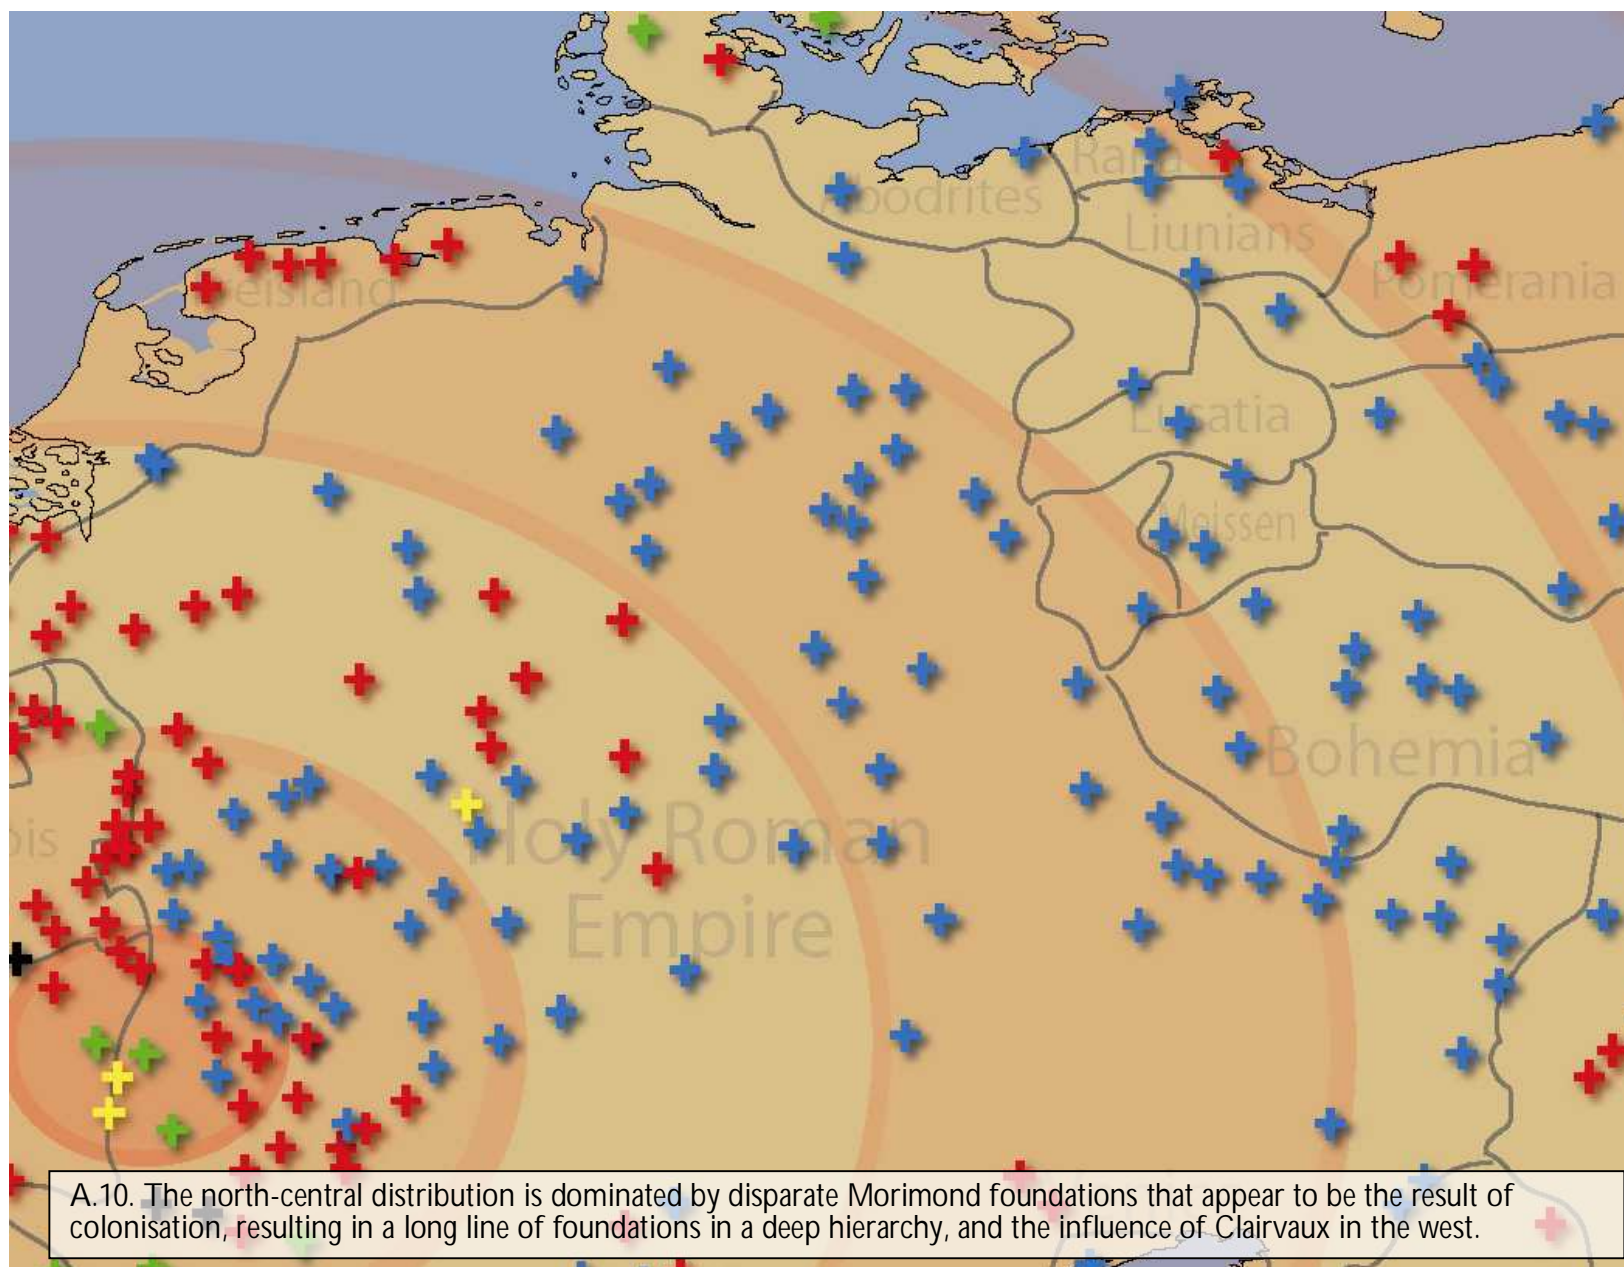 Rana
Abodrites
Liunians
Pomerania
Lusatia
Meissen
Bohemia
ois
Holy Roman
Empire
A.10. The north-central distribution is dominated by disparate Morimond foundations that appear to be the result of
colonisation, resulting in a long line of foundations in a deep hierarchy, and the influence of Clairvaux in the west.